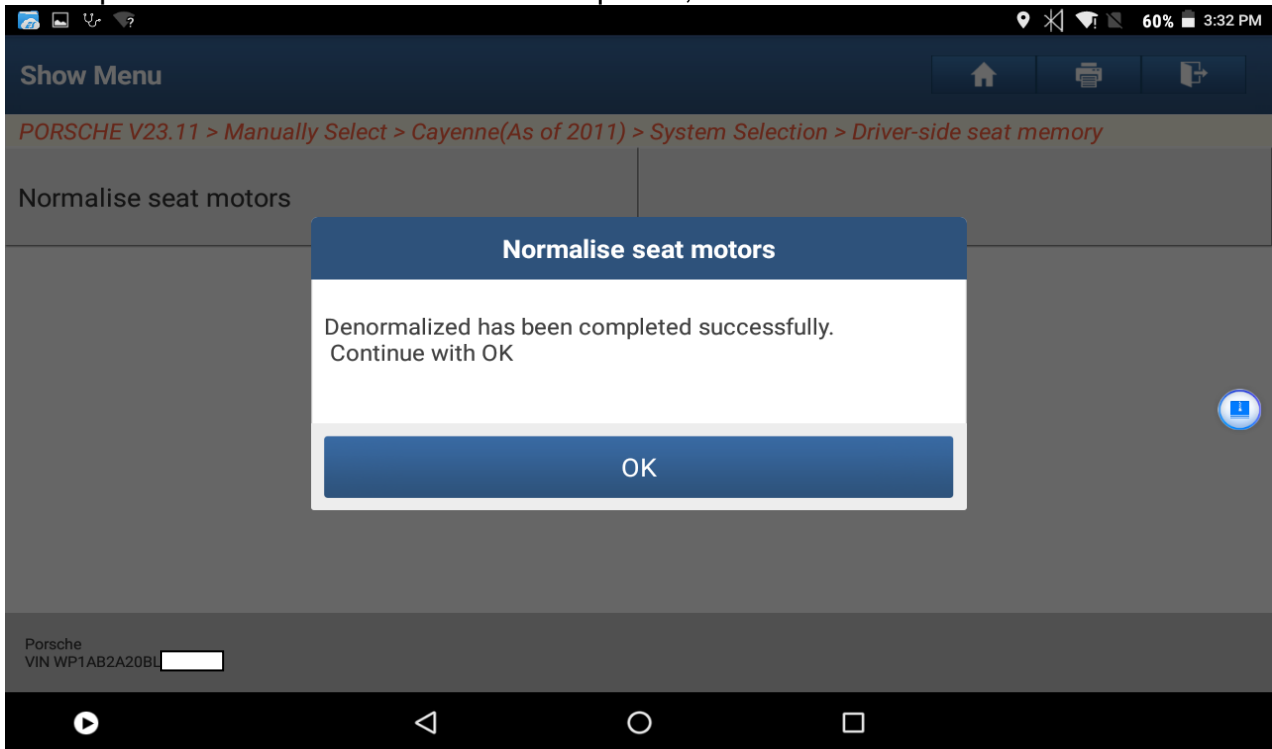 60% 3:32 PM
Show Menu
PORSCHE V23.11 > Manually Select > Cayenne(As of 2011) > System Selection > Driver-side seat memory
Normalise seat motors
Normalise seat motors
Denormalized has been completed successfully.
Continue with OK
OK
Porsche
VIN WP1AB2A20BL